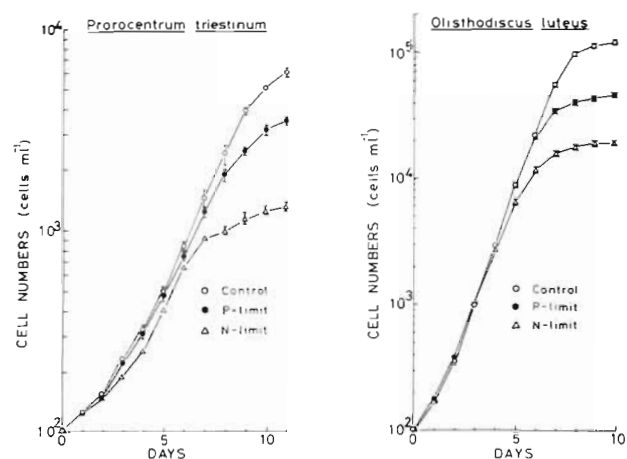 Prorocentrum triestinum
10⁴
10³
10²
CELL NUMBERS (cells ml⁻¹)
○ Control
● P-limit
△ N-limit
0 5 10
DAYS
Olisthodiscus luteus
10⁵
10⁴
10³
10²
CELL NUMBERS (cells ml⁻¹)
○ Control
● P-limit
△ N-limit
0 5 10
DAYS